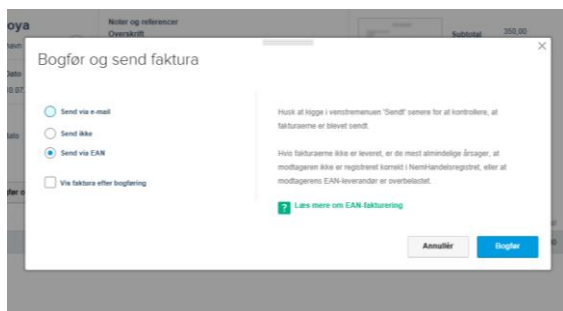 oya
Noter og referencer
Overskrift
Subtotal 350,00
navn
Bogfør og send faktura
Dato
Send via e-mail
Send ikke
Send via EAN
Vis faktura efter bogføring
Husk at kigge i venstremenuen 'Sendt' senere for at kontrollere, at
fakturaerne er blevet sendt.
Hvis fakturaerne ikke er leveret, er de mest almindelige årsager, at
modtageren ikke er registreret korrekt i NemHandelsregistret, eller at
modtagerens EAN-leverandør er overbelastet.
? Læs mere om EAN-fakturering
Annullér
Bogfør